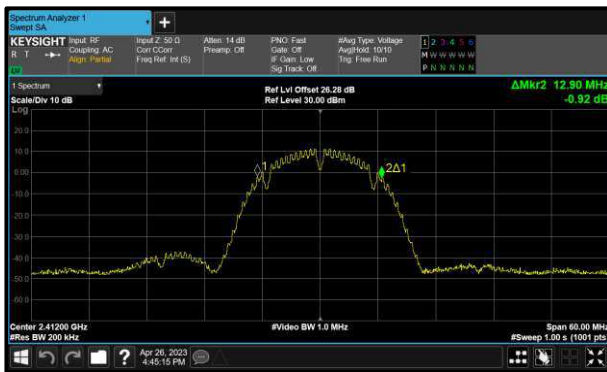 Spectrum Analyzer 1
Swept SA
KEYSIGHT
R T
Input: RF
Coupling: AC
Align: Partial
Input Z: 50 Ω
Corr CCorr
Freq Ref: Int (S)
Atten: 14 dB
Preamp: Off
PNO: Fast
Gate: Off
IF Gain: Low
Sig Track: Off
#Avg Type: Voltage
Avg|Hold: 10/10
Trig: Free Run
1 2 3 4 5 6
M W W W W W
P N N N N N
1 Spectrum
Scale/Div 10 dB
Ref Lvl Offset 26.28 dB
Ref Level 30.00 dBm
ΔMkr2 12.90 MHz
-0.92 dB
Log
20.0
10.0
0.00
-10.0
-20.0
-30.0
-40.0
-50.0
-60.0
1
2Δ1
Center 2.41200 GHz
#Res BW 200 kHz
#Video BW 1.0 MHz
Span 60.00 MHz
#Sweep 1.00 s (1001 pts)
?
Apr 26, 2023
4:45:15 PM